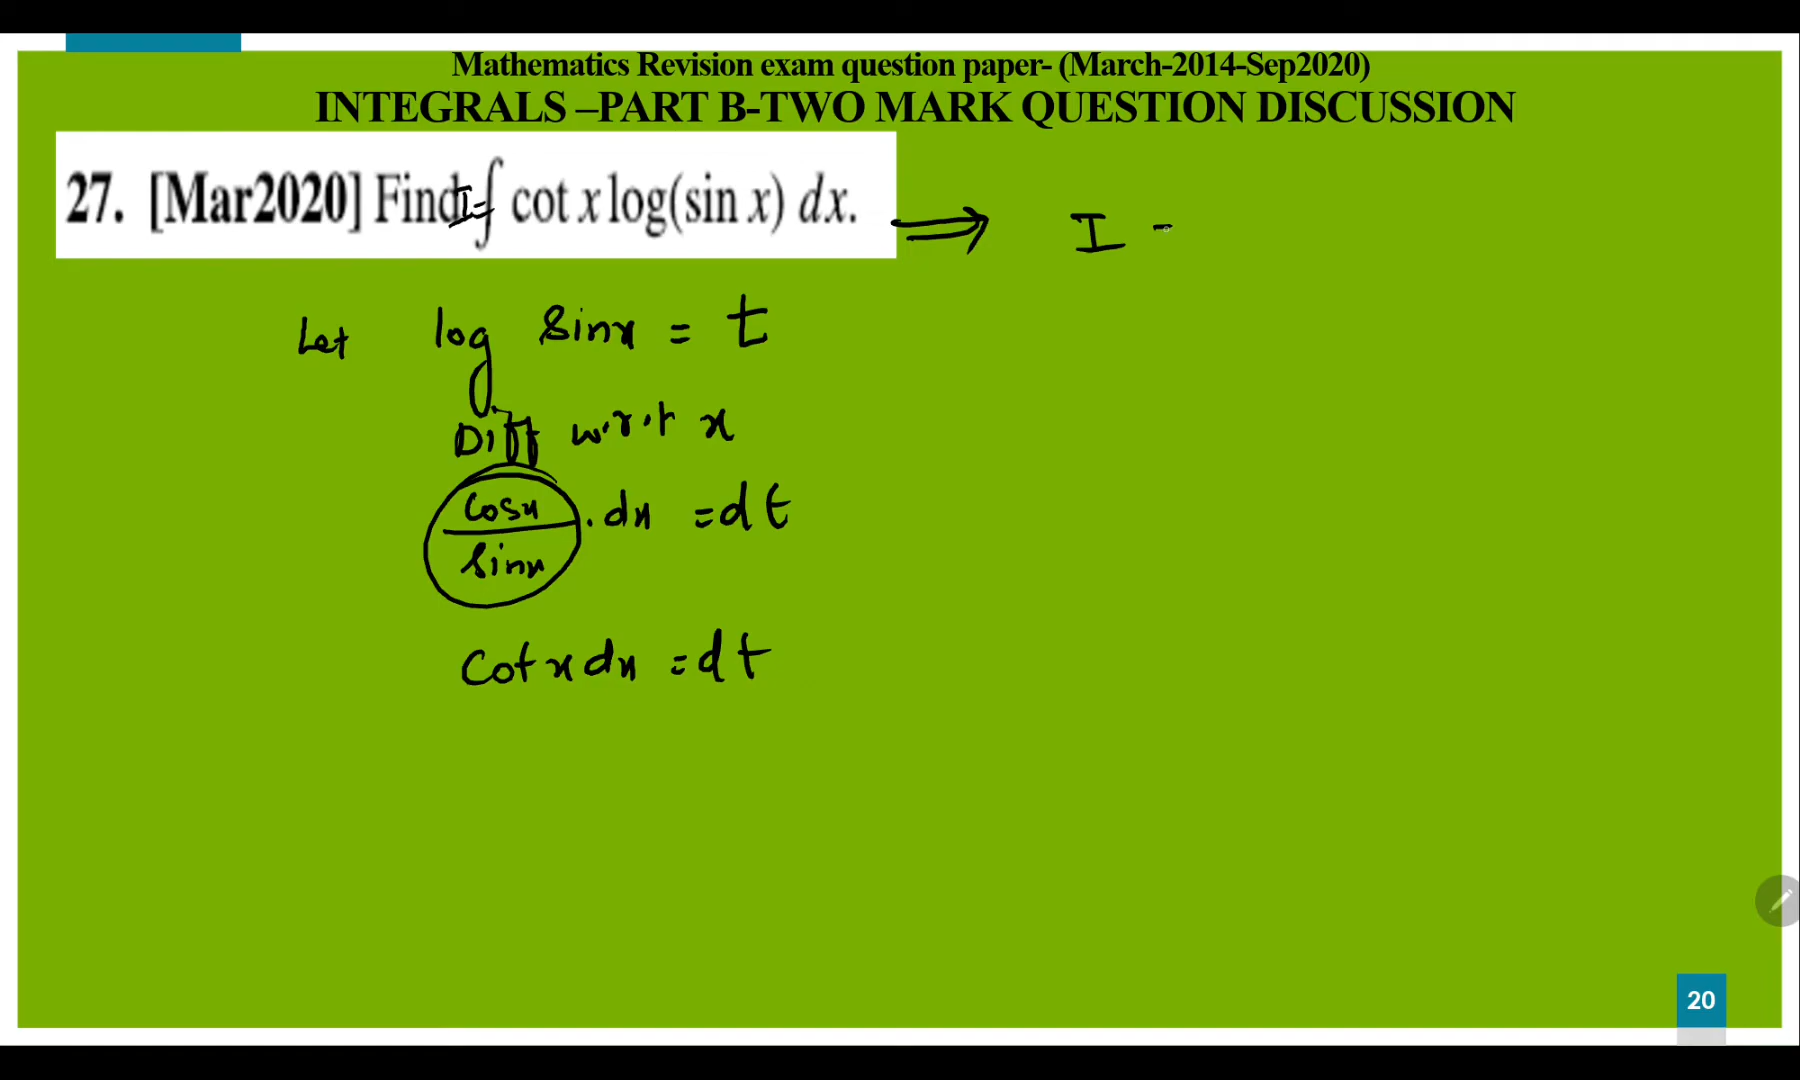 Mathematics Revision exam question paper- (March-2014-Sep2020)
INTEGRALS –PART B-TWO MARK QUESTION DISCUSSION
27. [Mar2020] Find I= ∫ cot x log(sin x) dx. ⟹ I -
Let log sinx = t
Diff w.r.t x
cosx/sinx . dx = dt
cot x dx = dt
20